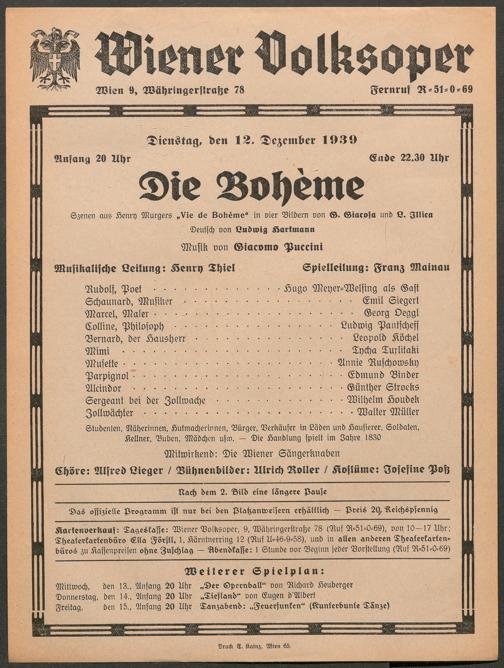 Wiener Volksoper
Wien 9, Währingerstraße 78 Fernruf R-51-0-69
Dienstag, den 12. Dezember 1939
Anfang 20 Uhr Ende 22.30 Uhr
Die Bohème
Szenen aus Henry Murgers „Vie de Bohème“ in vier Bildern von G. Giacosa und L. Illica
Deutsch von Ludwig Hartmann
Musik von Giacomo Puccini
Musikalische Leitung: Henry Thiel Spielleitung: Franz Mainau
Rudolf, Poet Hugo Meyer-Welfing als Gast
Schaunard, Musiker Emil Siegert
Marcel, Maler Georg Oeggl
Colline, Philosoph Ludwig Pantscheff
Bernard, der Hausherr Leopold Köchel
Mimi Tycha Turlitaki
Musette Annie Ruschowsky
Parpignol Edmund Binder
Alcindor Günther Strocks
Sergeant bei der Zollwache Wilhelm Houdek
Zollwächter Walter Müller
Studenten, Näherinnen, Hutmacherinnen, Bürger, Verkäufer in Läden und Hausierer, Soldaten,
Kellner, Buben, Mädchen usw. — Die Handlung spielt im Jahre 1830
Mitwirkend: Die Wiener Sängerknaben
Chöre: Alfred Lieger / Bühnenbilder: Ulrich Roller / Kostüme: Josefine Poß
Nach dem 2. Bild eine längere Pause
Das offizielle Programm ist nur bei den Platzanweisern erhältlich — Preis 20 Reichspfennig
Kartenverkauf: Tageskasse: Wiener Volksoper, 9, Währingerstraße 78 (Ruf R-51-0-69), von 10—17 Uhr;
Theaterkartenbüro Ella Förstl, 1, Kärntnerring 12 (Ruf U-46-9-58), und in allen anderen Theaterkarten-
büros zu Kassenpreisen ohne Zuschlag — Abendkasse: 1 Stunde vor Beginn jeder Vorstellung (Ruf R-51-0-69)
Weiterer Spielplan:
Mittwoch, den 13., Anfang 20 Uhr „Der Opernball“ von Richard Heuberger
Donnerstag, den 14., Anfang 20 Uhr „Tiefland“ von Eugen d'Albert
Freitag, den 15., Anfang 20 Uhr Tanzabend: „Feuerfunken“ (Kunterbunte Tänze)
Druck T. Kainz, Wien 65.